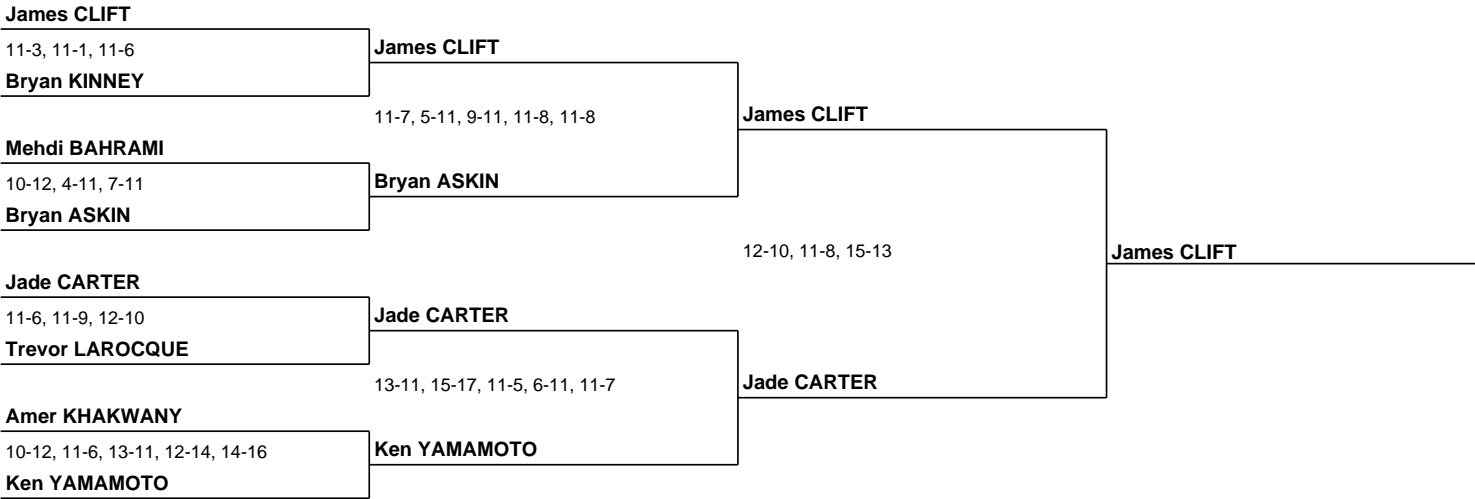 James CLIFT
11-3, 11-1, 11-6
James CLIFT
Bryan KINNEY
11-7, 5-11, 9-11, 11-8, 11-8
James CLIFT
Mehdi BAHRAMI
10-12, 4-11, 7-11
Bryan ASKIN
Bryan ASKIN
12-10, 11-8, 15-13
James CLIFT
Jade CARTER
11-6, 11-9, 12-10
Jade CARTER
Trevor LAROCQUE
13-11, 15-17, 11-5, 6-11, 11-7
Jade CARTER
Amer KHAKWANY
10-12, 11-6, 13-11, 12-14, 14-16
Ken YAMAMOTO
Ken YAMAMOTO